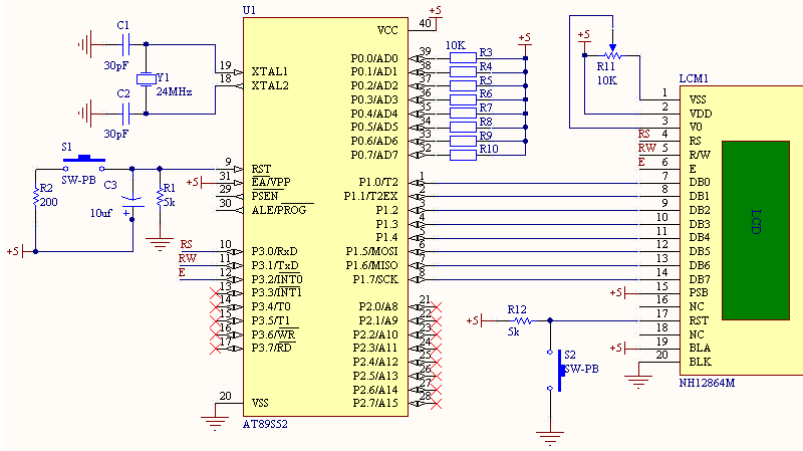 C1
30pF
Y1
24MHz
C2
30pF
S1
SW-PB
C3
R2
200
10uf
+
R1
5k
+5
RS
RW
E
U1
19 XTAL1
18 XTAL2
9 RST
+5 31 EA/VPP
29 PSEN
30 ALE/PROG
10 P3.0/RxD
11 P3.1/TxD
12 P3.2/INT0
13 P3.3/INT1
14 P3.4/T0
15 P3.5/T1
16 P3.6/WR
17 P3.7/RD
20 VSS
AT89S52
VCC 40
+5
P0.0/AD0 39
P0.1/AD1 38
P0.2/AD2 37
P0.3/AD3 36
P0.4/AD4 35
P0.5/AD5 34
P0.6/AD6 33
P0.7/AD7 32
P1.0/T2 1
P1.1/T2EX 2
P1.2 3
P1.3 4
P1.4 5
P1.5/MOSI 6
P1.6/MISO 7
P1.7/SCK 8
P2.0/A8 21
P2.1/A9 22
P2.2/A10 23
P2.3/A11 24
P2.4/A12 25
P2.5/A13 26
P2.6/A14 27
P2.7/A15 28
10K
R3
R4
R5
R6
R7
R8
R9
R10
+5
+5
R11
10K
+5
R12
5k
S2
SW-PB
LCM1
1 VSS
2 VDD
3 V0
RS 4 RS
RW 5 R/W
E 6 E
7 DB0
8 DB1
9 DB2
10 DB3
11 DB4
12 DB5
13 DB6
14 DB7
+5 15 PSB
16 NC
17 RST
18 NC
+5 19 BLA
20 BLK
LCD
NH12864M